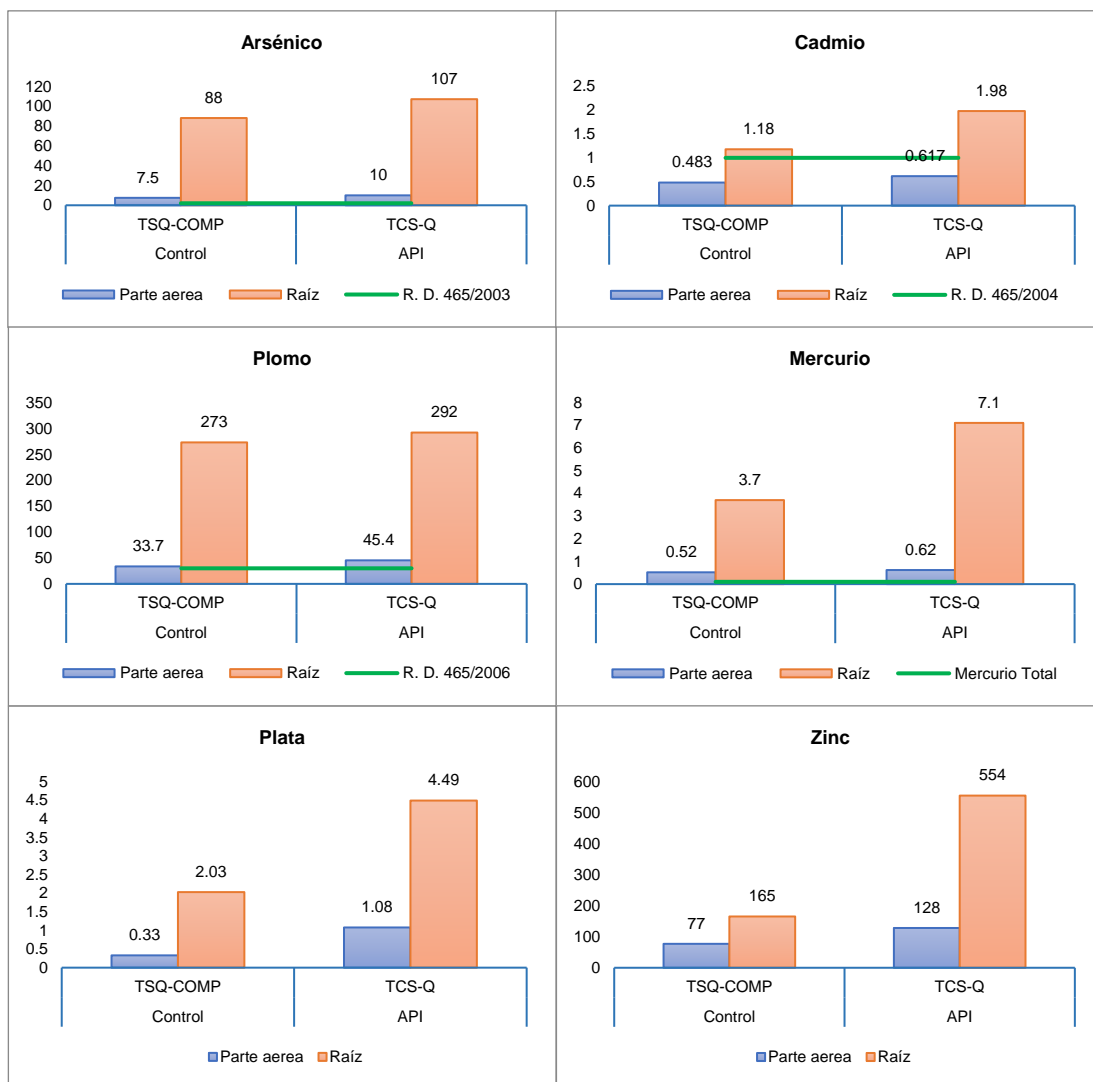 Arsénico
120
100
80
60
40
20
0
7.5
88
10
107
TSQ-COMP
TCS-Q
Control
API
Parte aerea
Raíz
R. D. 465/2003
Cadmio
2.5
2
1.5
1
0.5
0
0.483
1.18
0.617
1.98
TSQ-COMP
TCS-Q
Control
API
Parte aerea
Raíz
R. D. 465/2004
Plomo
350
300
250
200
150
100
50
0
33.7
273
45.4
292
TSQ-COMP
TCS-Q
Control
API
Parte aerea
Raíz
R. D. 465/2006
Mercurio
8
7
6
5
4
3
2
1
0
0.52
3.7
0.62
7.1
TSQ-COMP
TCS-Q
Control
API
Parte aerea
Raíz
Mercurio Total
Plata
5
4.5
4
3.5
3
2.5
2
1.5
1
0.5
0
0.33
2.03
1.08
4.49
TSQ-COMP
TCS-Q
Control
API
Parte aerea
Raíz
Zinc
600
500
400
300
200
100
0
77
165
128
554
TSQ-COMP
TCS-Q
Control
API
Parte aerea
Raíz